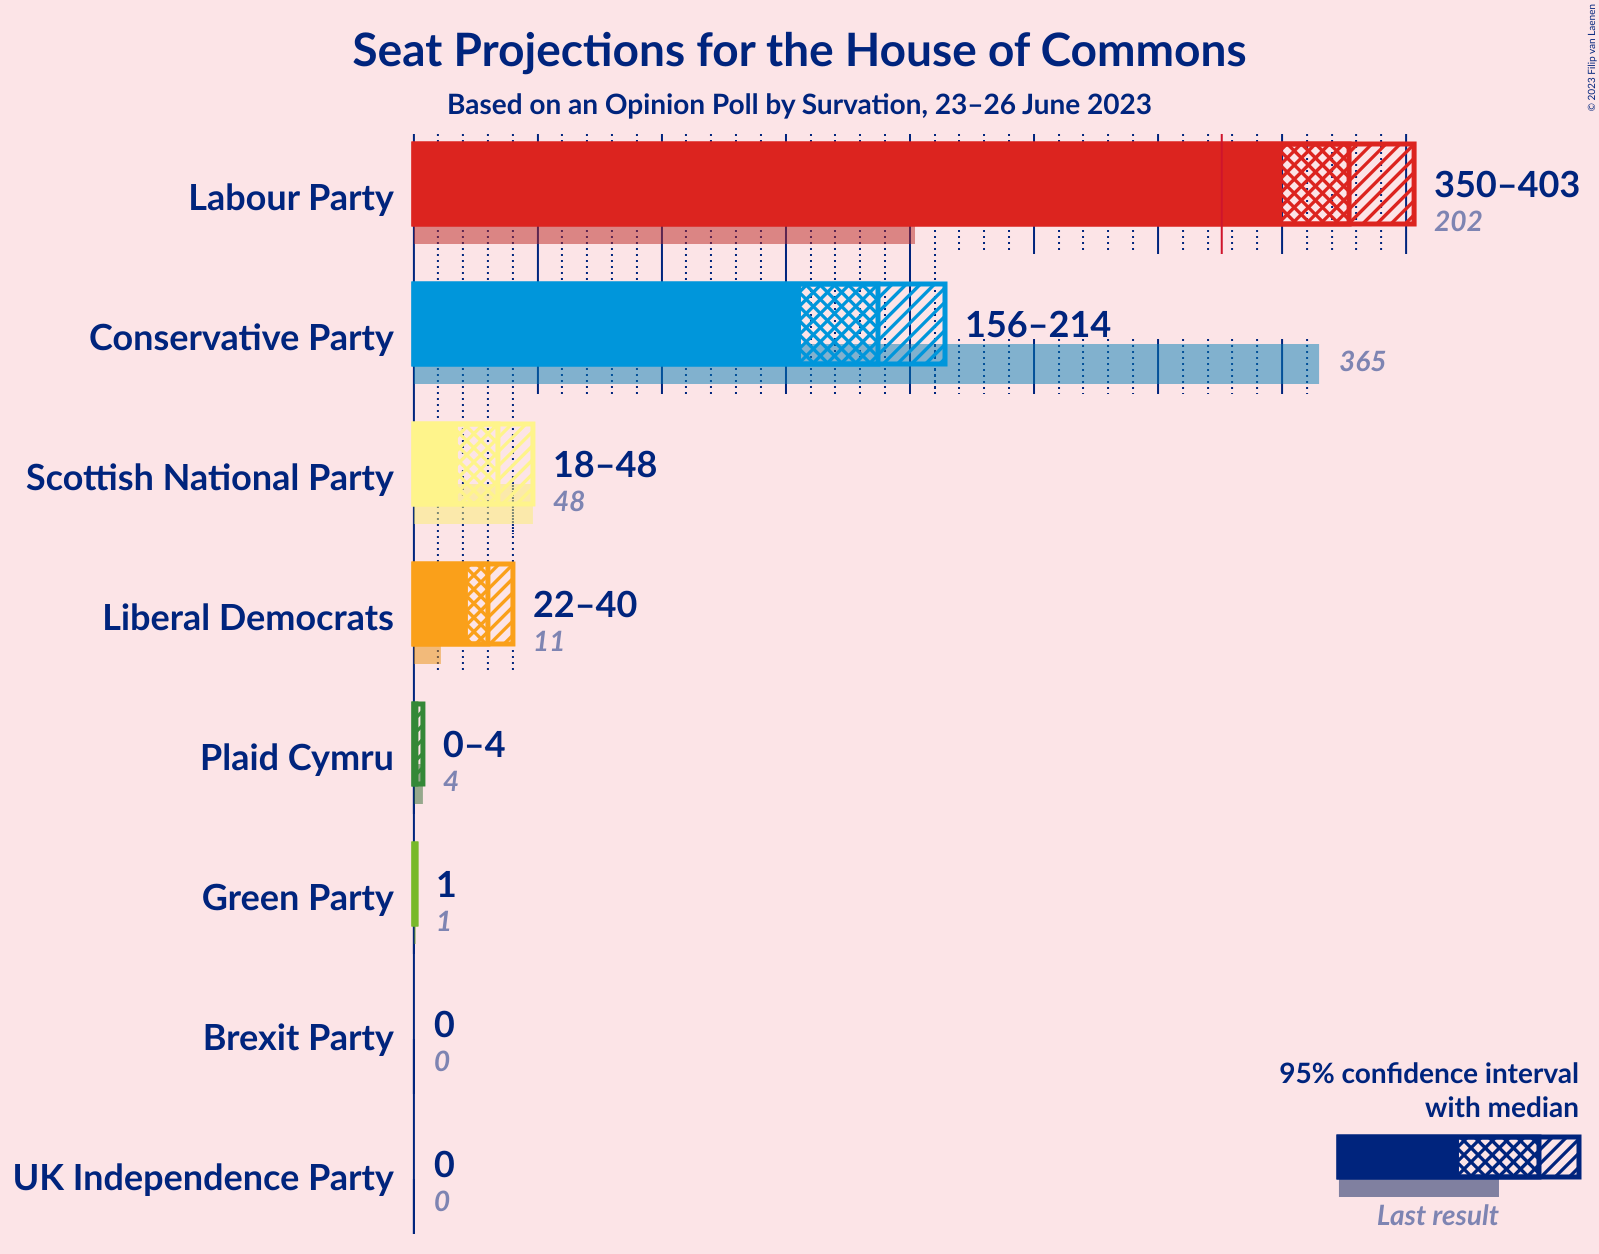 Seat Projections for the House of Commons
Based on an Opinion Poll by Survation, 23–26 June 2023
© 2023 Filip van Laenen
Labour Party
350–403
202
Conservative Party
156–214
365
Scottish National Party
18–48
48
Liberal Democrats
22–40
11
Plaid Cymru
0–4
4
Green Party
1
1
Brexit Party
0
0
UK Independence Party
0
0
95% confidence interval
with median
Last result